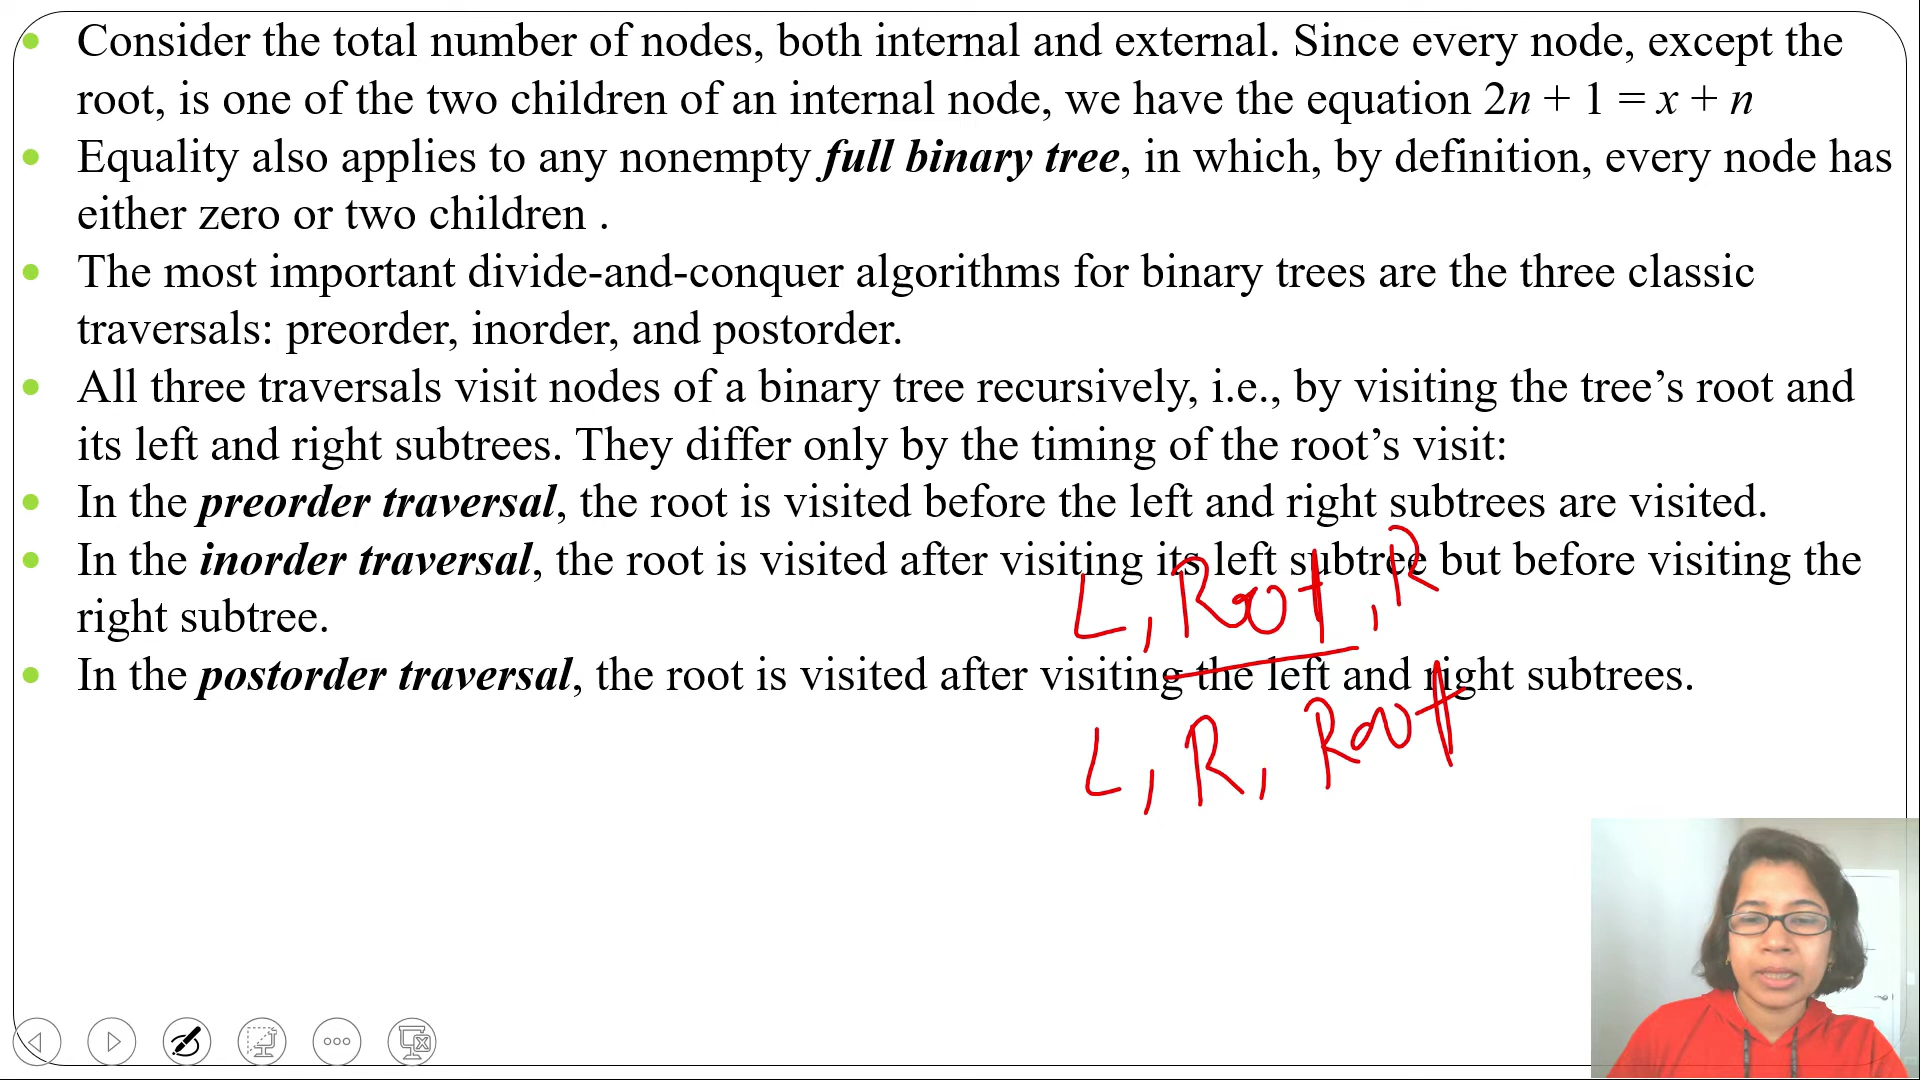 Consider the total number of nodes, both internal and external. Since every node, except the
root, is one of the two children of an internal node, we have the equation 2n + 1 = x + n
Equality also applies to any nonempty full binary tree, in which, by definition, every node has
either zero or two children .
The most important divide-and-conquer algorithms for binary trees are the three classic
traversals: preorder, inorder, and postorder.
All three traversals visit nodes of a binary tree recursively, i.e., by visiting the tree’s root and
its left and right subtrees. They differ only by the timing of the root’s visit:
In the preorder traversal, the root is visited before the left and right subtrees are visited.
In the inorder traversal, the root is visited after visiting its left subtree but before visiting the
right subtree.
L, Root, R
In the postorder traversal, the root is visited after visiting the left and right subtrees.
L, R, Root